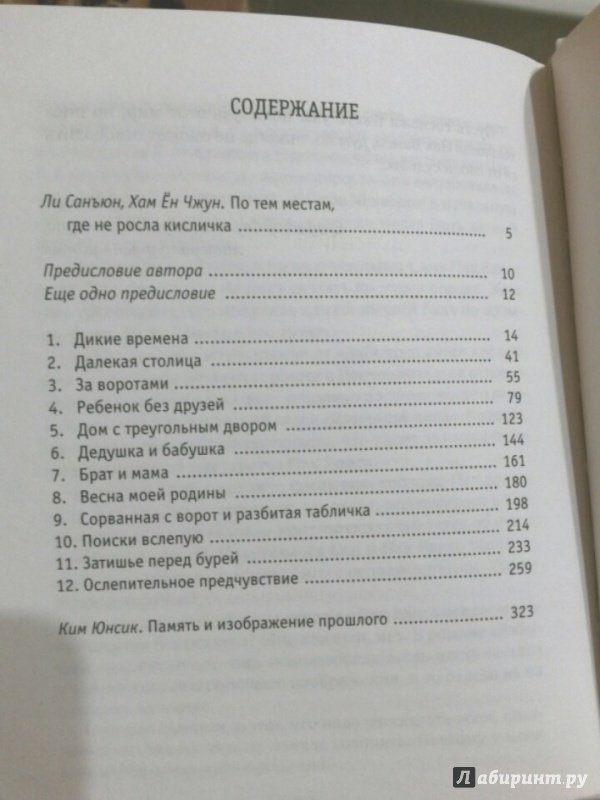 СОДЕРЖАНИЕ
Ли Санъюн, Хам Ён Чжун. По тем местам,
где не росла кисличка ........ 5
Предисловие автора ........ 10
Еще одно предисловие ........ 12
1. Дикие времена ........ 14
2. Далекая столица ........ 41
3. За воротами ........ 55
4. Ребенок без друзей ........ 79
5. Дом с треугольным двором ........ 123
6. Дедушка и бабушка ........ 144
7. Брат и мама ........ 161
8. Весна моей родины ........ 180
9. Сорванная с ворот и разбитая табличка ........ 198
10. Поиски вслепую ........ 214
11. Затишье перед бурей ........ 233
12. Ослепительное предчувствие ........ 259
Ким Юнсик. Память и изображение прошлого ........ 323
Лабиринт.ру